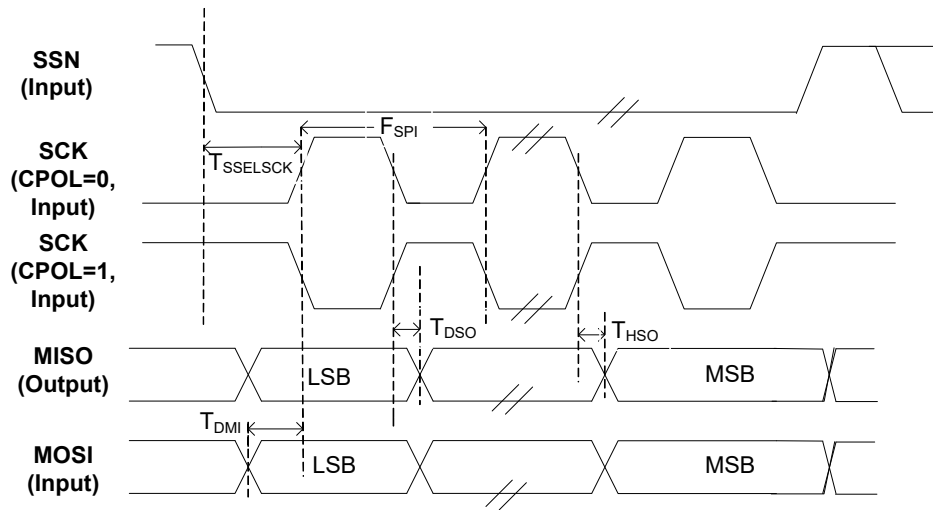 SSN
(Input)
F_SPI
SCK
(CPOL=0,
Input)
T_SSELSCK
SCK
(CPOL=1,
Input)
T_DSO
T_HSO
MISO
(Output)
LSB
MSB
T_DMI
MOSI
(Input)
LSB
MSB